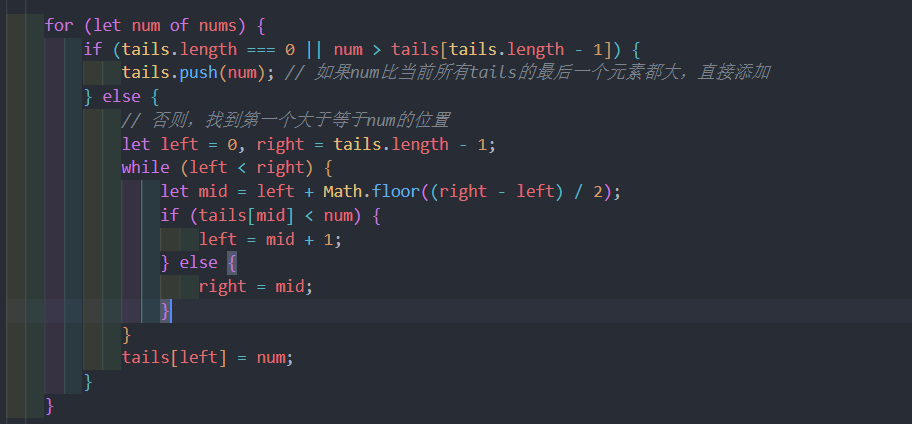 for (let num of nums) {
if (tails.length === 0 || num > tails[tails.length - 1]) {
tails.push(num); // 如果num比当前所有tails的最后一个元素都大，直接添加
} else {
// 否则，找到第一个大于等于num的位置
let left = 0, right = tails.length - 1;
while (left < right) {
let mid = left + Math.floor((right - left) / 2);
if (tails[mid] < num) {
left = mid + 1;
} else {
right = mid;
}
}
tails[left] = num;
}
}